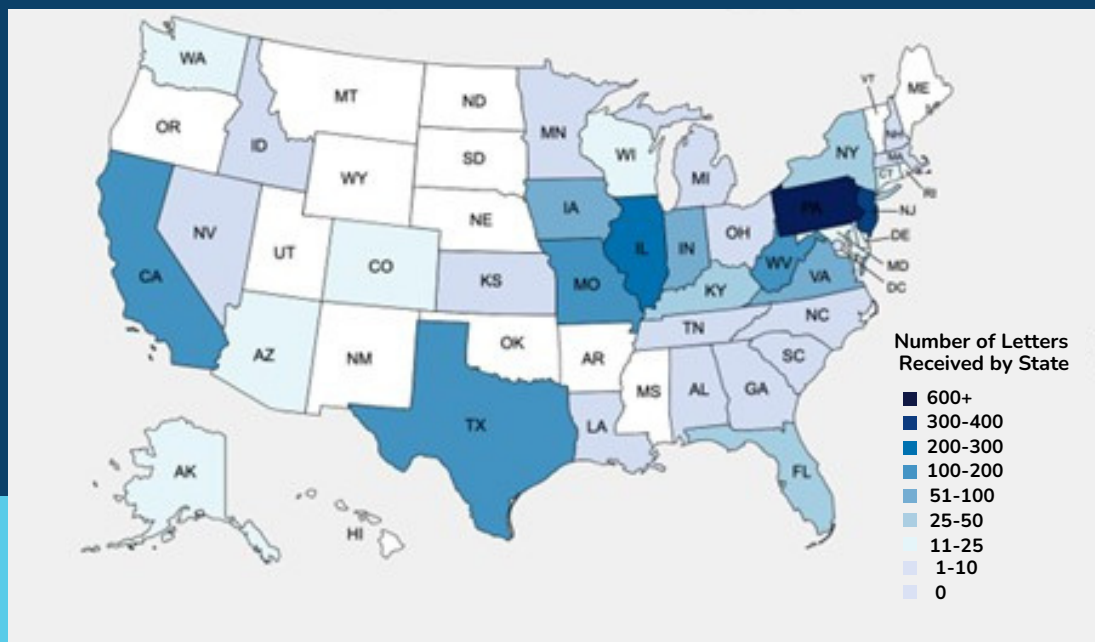 WA
MT
ND
MN
OR
ID
SD
WY
WI
MI
VT
ME
NH
NY
MA
CT
RI
NV
UT
CO
NE
KS
IA
MO
IL
IN
OH
PA
NJ
DE
MD
DC
WV
VA
KY
CA
AZ
NM
OK
AR
TN
NC
SC
MS
AL
GA
TX
LA
FL
AK
HI
Number of Letters
Received by State
600+
300-400
200-300
100-200
51-100
25-50
11-25
1-10
0